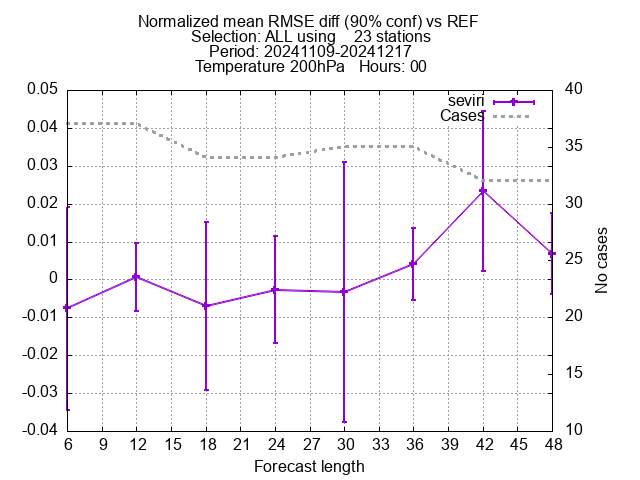 Normalized mean RMSE diff (90% conf) vs REF
Selection: ALL using    23 stations
Period: 20241109-20241217
Temperature 200hPa   Hours: 00
seviri
Cases
0.05
0.04
0.03
0.02
0.01
0
-0.01
-0.02
-0.03
-0.04
40
35
30
25
20
15
10
No cases
6 9 12 15 18 21 24 27 30 33 36 39 42 45 48
Forecast length